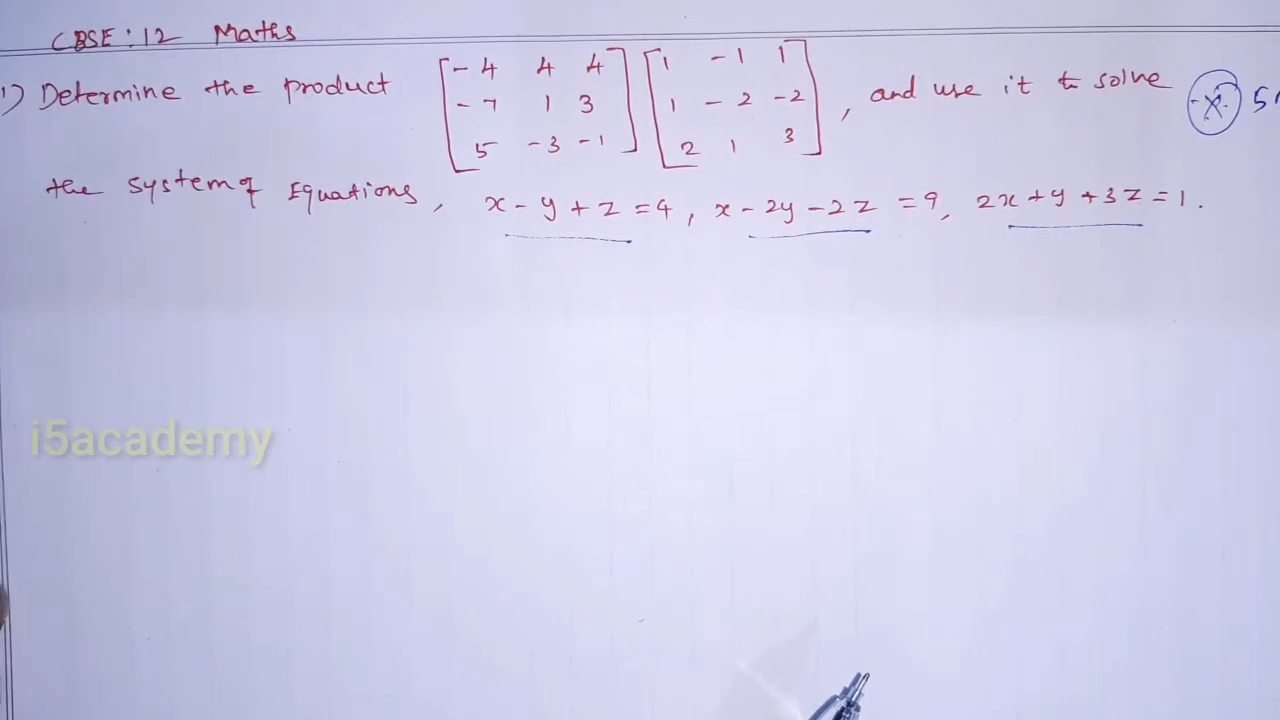 CBSE : 12 Maths
1) Determine the product [-4 4 4; -7 1 3; 5 -3 -1] [1 -1 1; 1 -2 -2; 2 1 3], and use it to solve
the system of Equations, x - y + z = 4, x - 2y - 2z = 9, 2x + y + 3z = 1.
i5academy